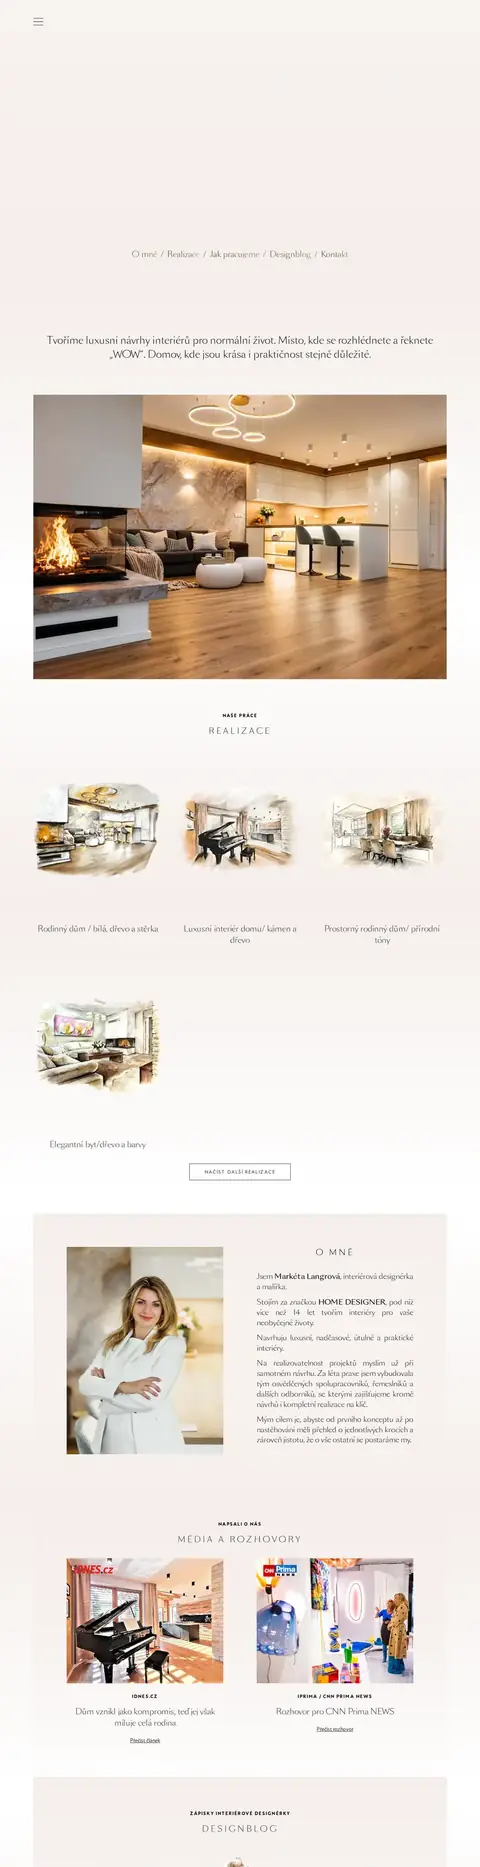 O mně / Realizace / Jak pracujeme / Designblog / Kontakt
Tvoříme luxusní návrhy interiérů pro normální život. Místo, kde se rozhlédnete a řeknete
„WOW“. Domov, kde jsou krása i praktičnost stejně důležité.
NAŠE PRÁCE
REALIZACE
Rodinný dům / bílá, dřevo a stěrka
Luxusní interiér domu/ kámen a
dřevo
Prostorný rodinný dům/ přírodní
tóny
Elegantní byt/dřevo a barvy
NAČÍST DALŠÍ REALIZACE
O MNĚ
Jsem Markéta Langrová, interiérová designérka
a malířka.
Stojím za značkou HOME DESIGNER, pod níž
více než 14 let tvořím interiéry pro vaše
neobyčejné životy.
Navrhuju luxusní, nadčasové, útulné a praktické
interiéry.
Na realizovatelnost projektů myslím už při
samotném návrhu. Za léta praxe jsem vybudovala
tým osvědčených spolupracovníků, řemeslníků a
dalších odborníků, se kterými zajišťujeme kromě
návrhů i kompletní realizace na klíč.
Mým cílem je, abyste od prvního konceptu až po
nastěhování měli přehled o jednotlivých krocích a
zároveň jistotu, že o vše ostatní se postaráme my.
NAPSALI O NÁS
MÉDIA A ROZHOVORY
iDNES.cz
CNN Prima
NEWS
IDNES.CZ
Dům vznikl jako kompromis, teď jej však
miluje celá rodina
Přečíst článek
IPRIMA / CNN PRIMA NEWS
Rozhovor pro CNN Prima NEWS
Přečíst rozhovor
ZÁPISKY INTERIÉROVÉ DESIGNÉRKY
DESIGNBLOG